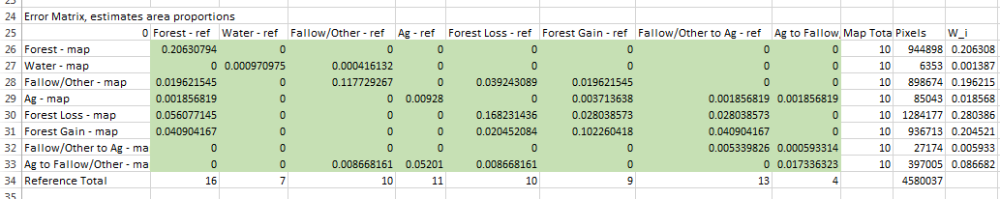 24 Error Matrix, estimates area proportions
25 0 Forest - ref Water - ref Fallow/Other - ref Ag - ref Forest Loss - ref Forest Gain - ref Fallow/Other to Ag - ref Ag to Fallow, Map Tota Pixels W_i
26 Forest - map 0.20630794 0 0 0 0 0 0 0 10 944898 0.206308
27 Water - map 0 0.000970975 0.000416132 0 0 0 0 0 10 6353 0.001387
28 Fallow/Other - map 0.019621545 0 0.117729267 0 0.039243089 0.019621545 0 0 10 898674 0.196215
29 Ag - map 0.001856819 0 0 0.00928 0 0.003713638 0.001856819 0.001856819 10 85043 0.018568
30 Forest Loss - map 0.056077145 0 0 0 0.168231436 0.028038573 0.028038573 0 10 1284177 0.280386
31 Forest Gain - map 0.040904167 0 0 0 0.020452084 0.102260418 0.040904167 0 10 936713 0.204521
32 Fallow/Other to Ag - ma 0 0 0 0 0 0 0.005339826 0.000593314 10 27174 0.005933
33 Ag to Fallow/Other - ma 0 0 0.008668161 0.05201 0.008668161 0 0 0.017336323 10 397005 0.086682
34 Reference Total 16 7 10 11 10 9 13 4 4580037